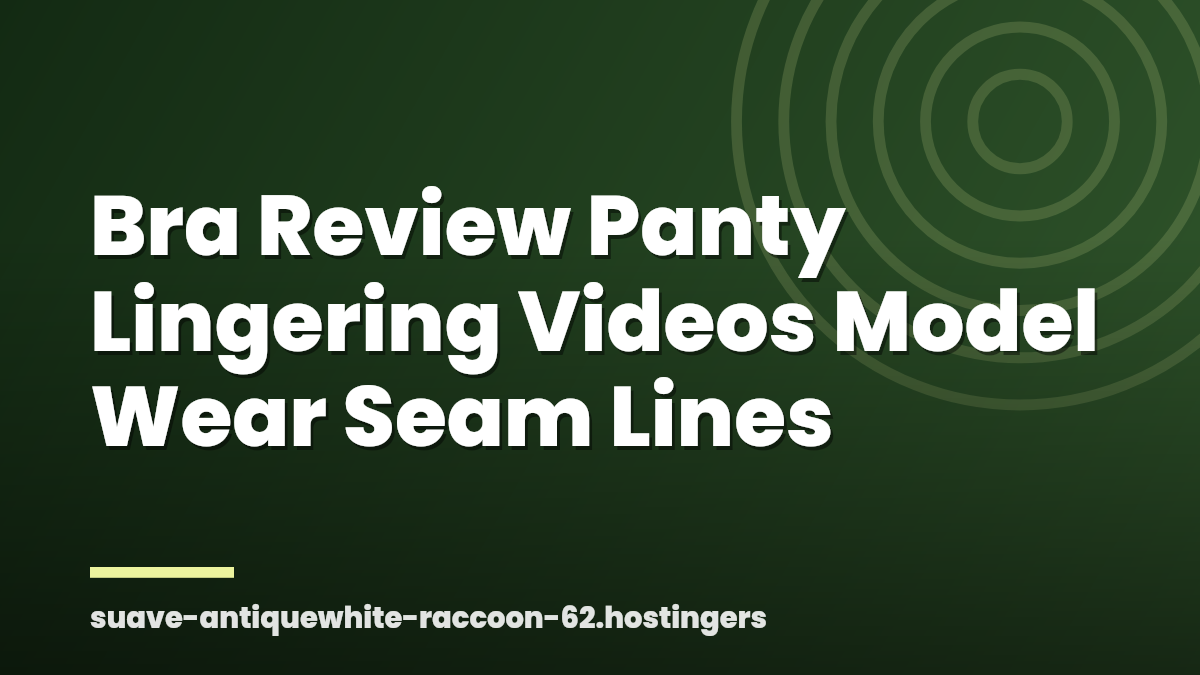 Bra Review Panty
Lingering Videos Model
Wear Seam Lines
suave-antiquewhite-raccoon-62.hostingers